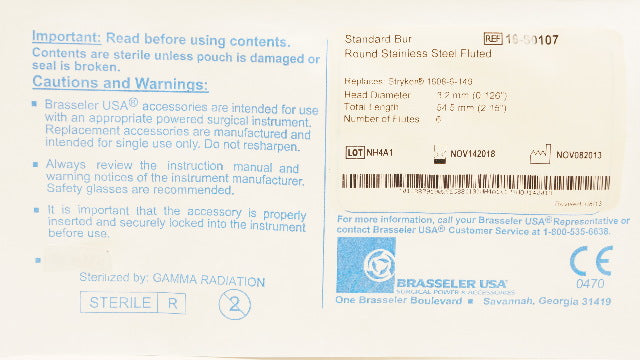 Important: Read before using contents.
Contents are sterile unless pouch is damaged or
seal is broken.
Cautions and Warnings:
Brasseler USA® accessories are intended for use
with an appropriate powered surgical instrument.
Replacement accessories are manufactured and
intended for single use only. Do not resharpen.
Always review the instruction manual and
warning notices of the instrument manufacturer.
Safety glasses are recommended.
It is important that the accessory is properly
inserted and securely locked into the instrument
before use.
Sterilized by: GAMMA RADIATION
STERILE R
2
Standard Bur REF
Round Stainless Steel Fluted
Replaces: Stryker® 1608-6-149
Head Diameter 3.2 mm (0.126")
Total Length 54.5 mm (2.15")
Number of Flutes 6
LOT NH4A1 NOV142018 NOV082013
For more information, call your Brasseler USA® Representative or
contact Brasseler USA® Customer Service at 1-800-535-6638.
BRASSELER USA®
SURGICAL POWER & ACCESSORIES
CE
0470
One Brasseler Boulevard ■ Savannah, Georgia 31419